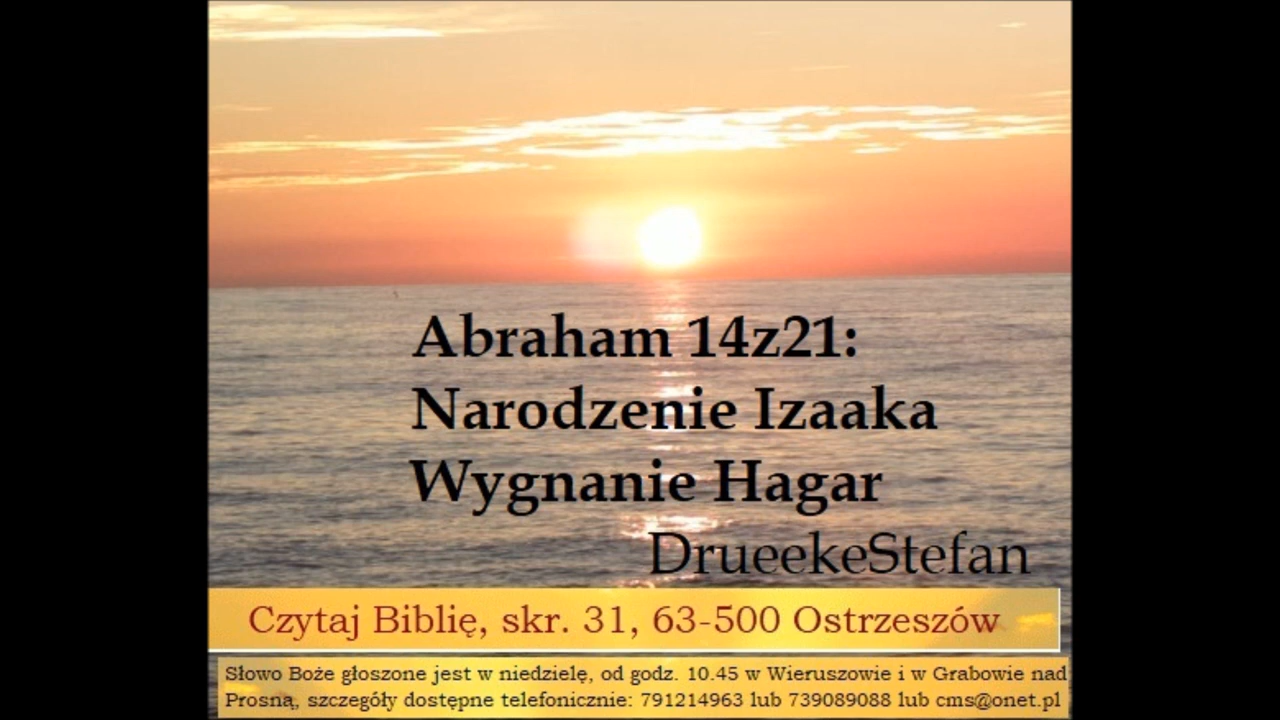 Abraham 14z21:
Narodzenie Izaaka
Wygnanie Hagar
DrueekeStefan
Czytaj Biblię, skr. 31, 63-500 Ostrzeszów
Słowo Boże głoszone jest w niedzielę, od godz. 10.45 w Wieruszowie i w Grabowie nad
Prosną, szczegóły dostępne telefonicznie: 791214963 lub 739089088 lub cms@onet.pl